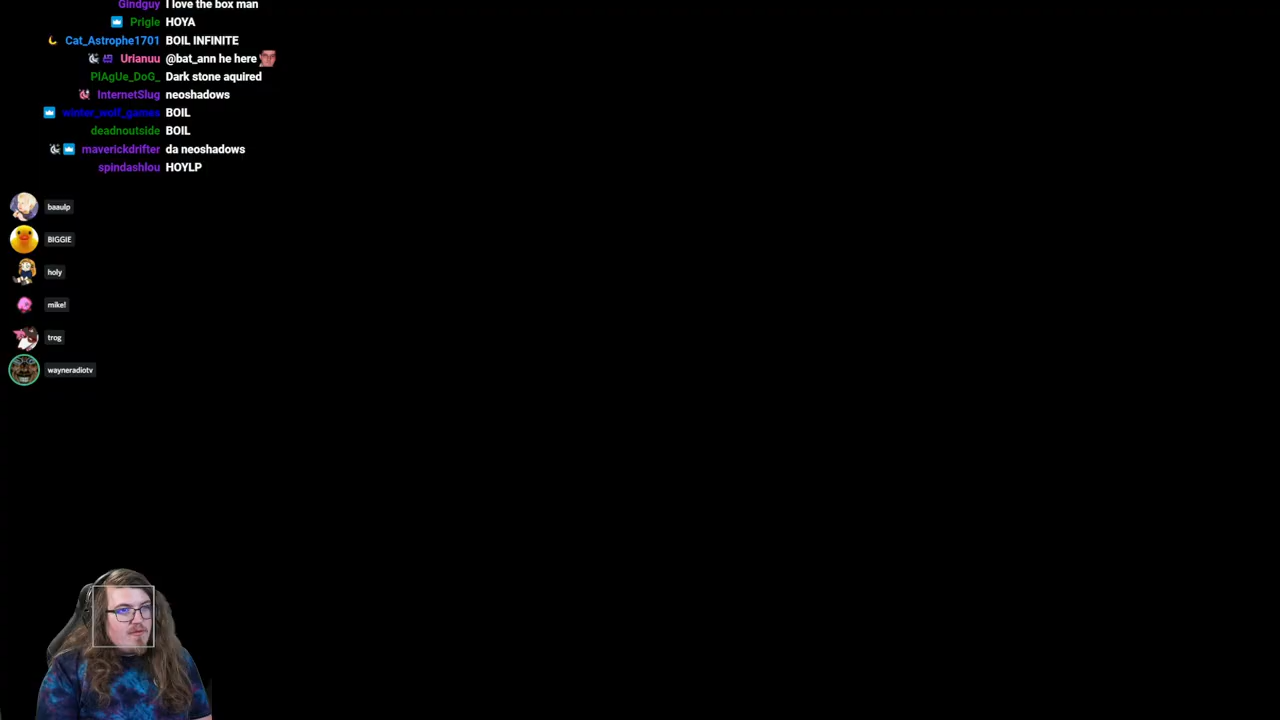 Gindguy I love the box man
Prigle HOYA
Cat_Astrophe1701 BOIL INFINITE
Urianuu @bat_ann he here
PlAgUe_DoG_ Dark stone aquired
InternetSlug neoshadows
winter_wolf_games BOIL
deadnoutside BOIL
maverickdrifter da neoshadows
spindashlou HOYLP
baaulp
BIGGIE
holy
mike!
trog
wayneradiotv